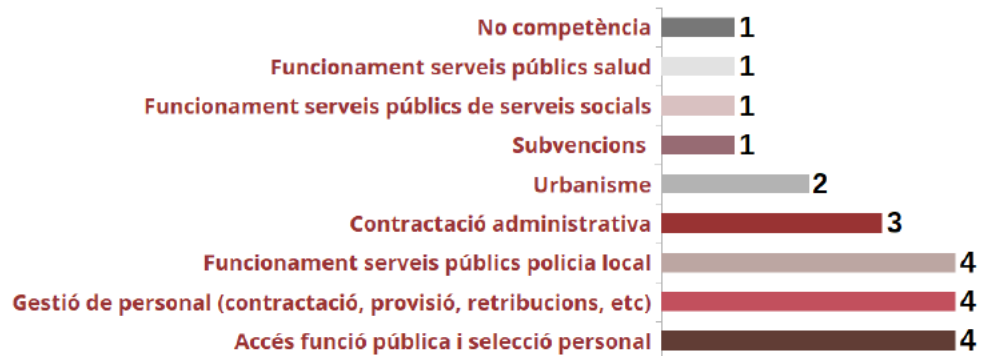 No competència 1
Funcionament serveis públics salud 1
Funcionament serveis públics de serveis socials 1
Subvencions 1
Urbanisme 2
Contractació administrativa 3
Funcionament serveis públics policia local 4
Gestió de personal (contractació, provisió, retribucions, etc) 4
Accés funció pública i selecció personal 4